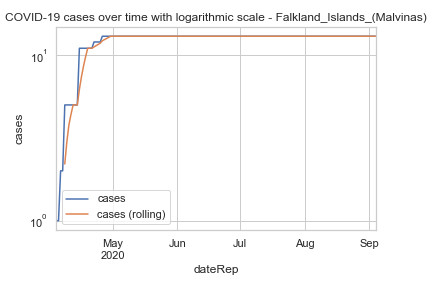 COVID-19 cases over time with logarithmic scale - Falkland_Islands_(Malvinas)
10¹
cases
cases
cases (rolling)
10⁰
May
2020
Jun
Jul
Aug
Sep
dateRep